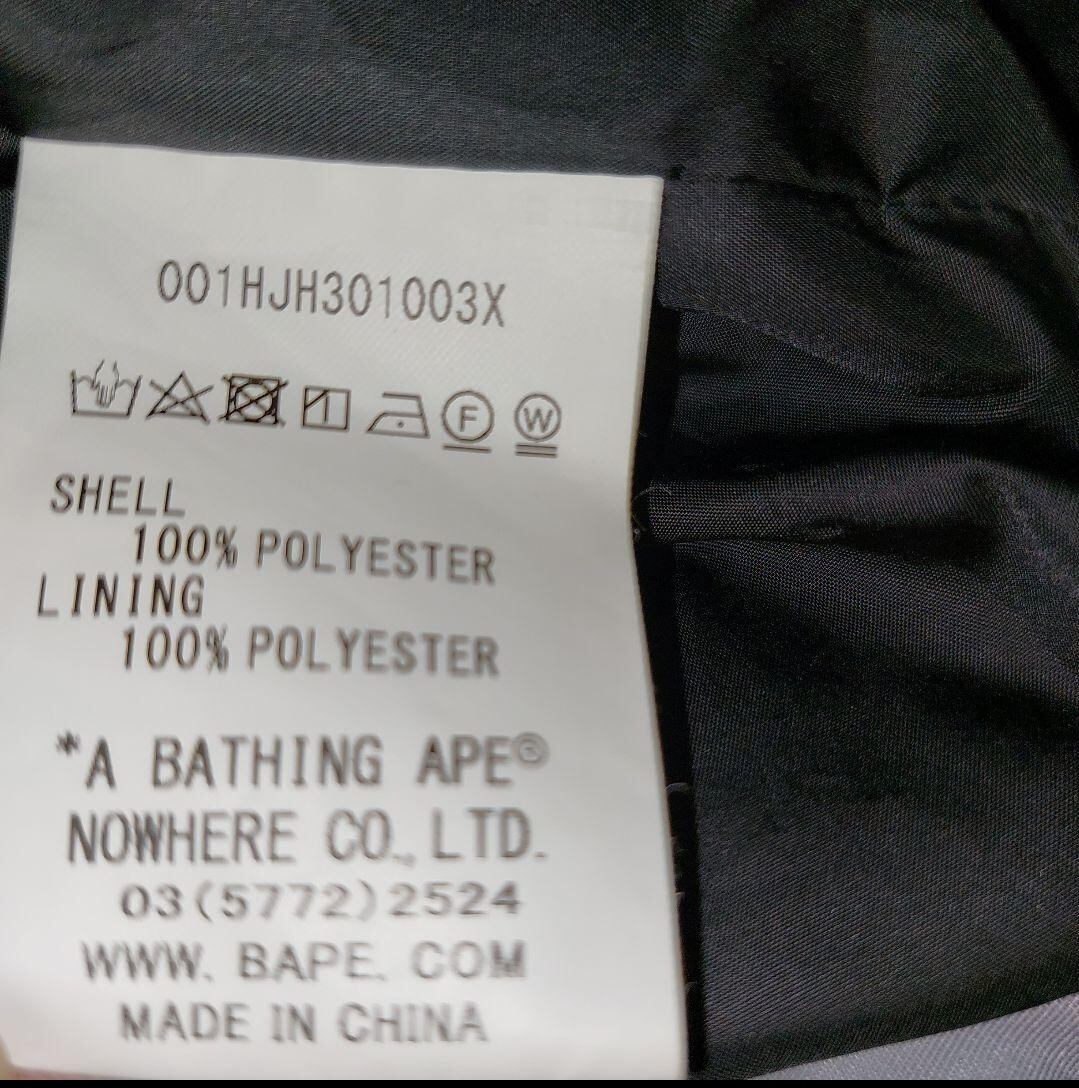 001HJH301003X
F W
SHELL
100% POLYESTER
LINING
100% POLYESTER
*A BATHING APE®
NOWHERE CO., LTD.
03(5772)2524
WWW. BAPE. COM
MADE IN CHINA